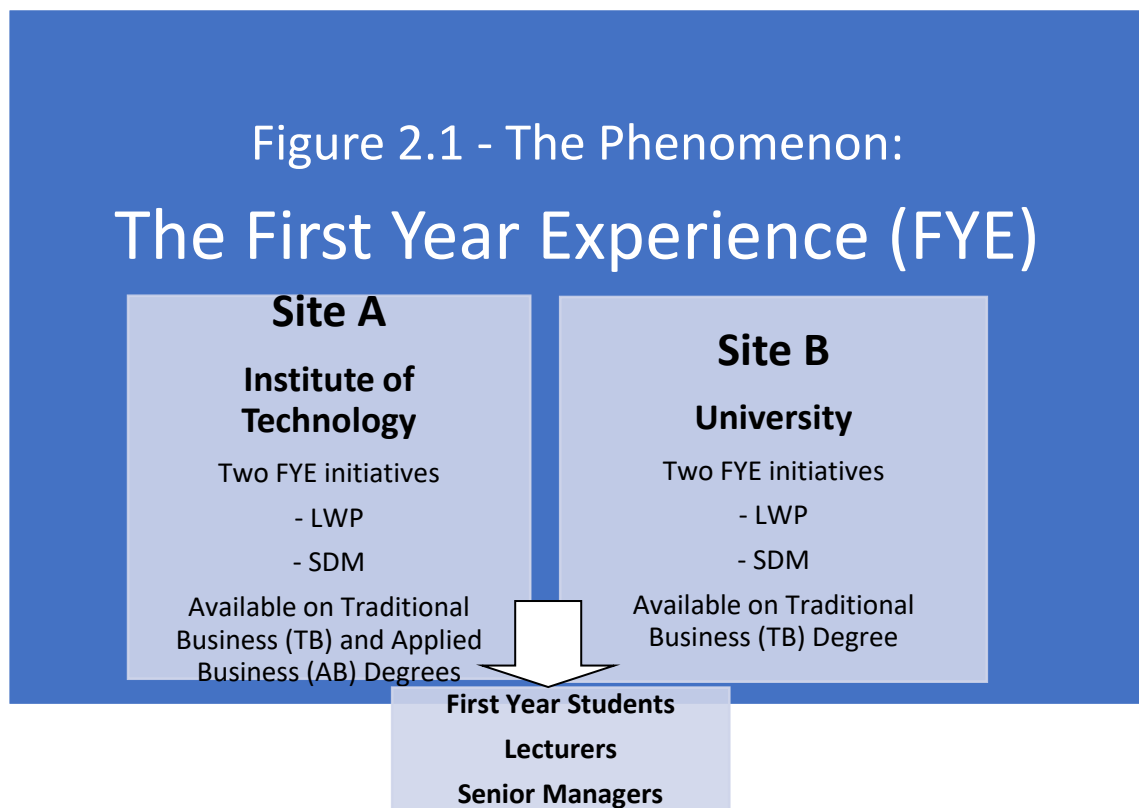 Figure 2.1 - The Phenomenon:
The First Year Experience (FYE)
Site A
Institute of
Technology
Two FYE initiatives
- LWP
- SDM
Available on Traditional
Business (TB) and Applied
Business (AB) Degrees
Site B
University
Two FYE initiatives
- LWP
- SDM
Available on Traditional
Business (TB) Degree
First Year Students
Lecturers
Senior Managers